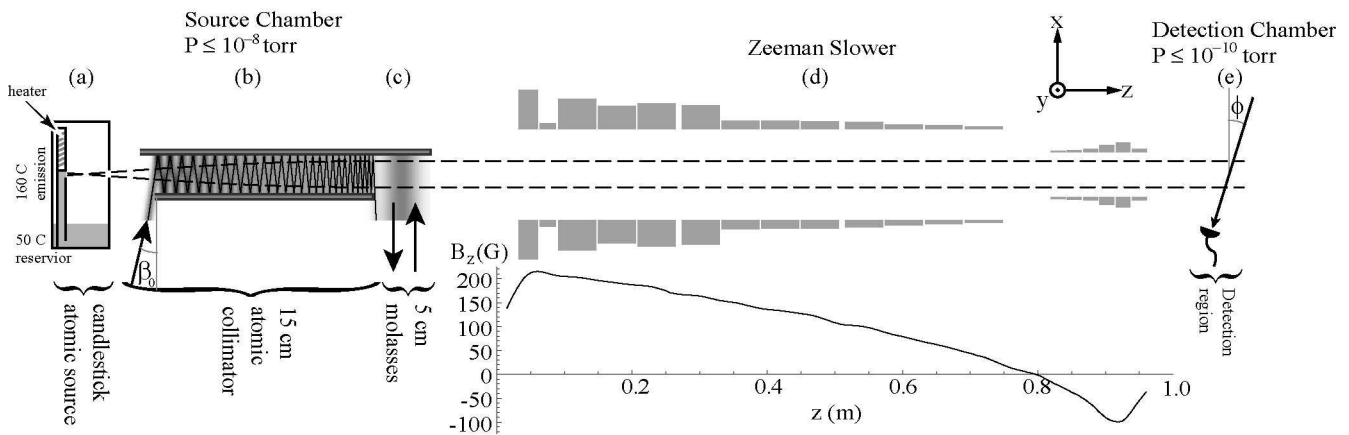 Source Chamber
P ≤ 10⁻⁸ torr
(a)
(b)
(c)
Zeeman Slower
(d)
x
y
z
Detection Chamber
P ≤ 10⁻¹⁰ torr
(e)
ϕ
heater
160 C
emission
50 C
reservior
β₀
candlestick
atomic source
15 cm
atomic
collimator
5 cm
molasses
Detection
region
B_z(G)
200
150
100
50
0
-50
-100
0.2
0.4
0.6
0.8
1.0
z (m)